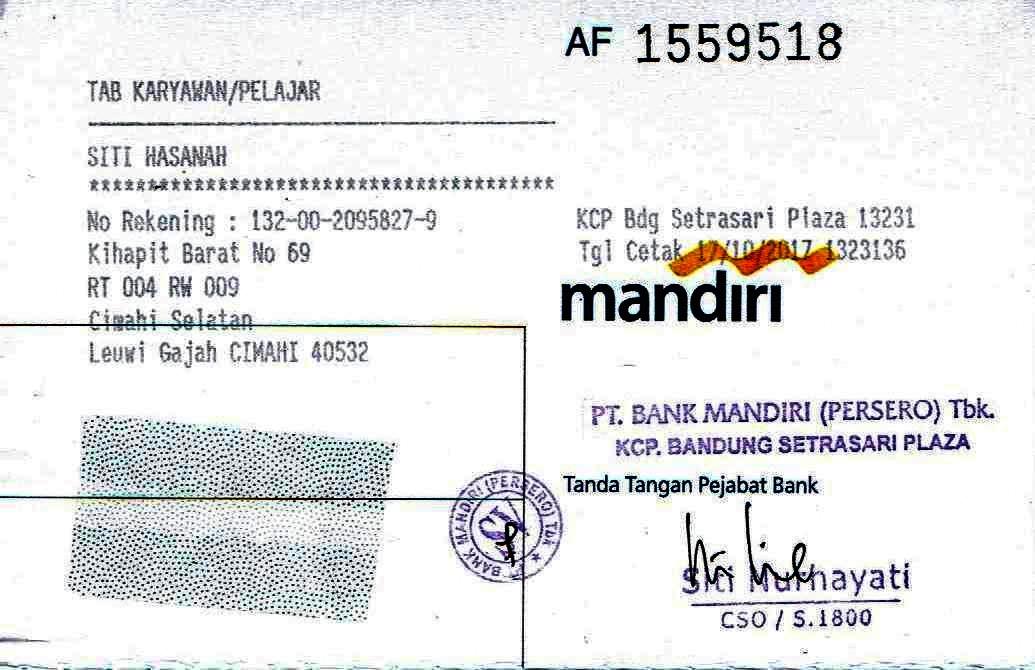 AF 1559518
TAB KARYAWAN/PELAJAR
SITI HASANAH
*****************************************
No Rekening : 132-00-2095827-9
Kihapit Barat No 69
RT 004 RW 009
Cimahi Selatan
Leuwi Gajah CIMAHI 40532
KCP Bdg Setrasari Plaza 13231
Tgl Cetak 17/10/2017 1323136
mandiri
PT. BANK MANDIRI (PERSERO) Tbk.
KCP. BANDUNG SETRASARI PLAZA
Tanda Tangan Pejabat Bank
PT. BANK MANDIRI (PERSERO) Tbk
Siti Nurhayati
CSO / S.1800